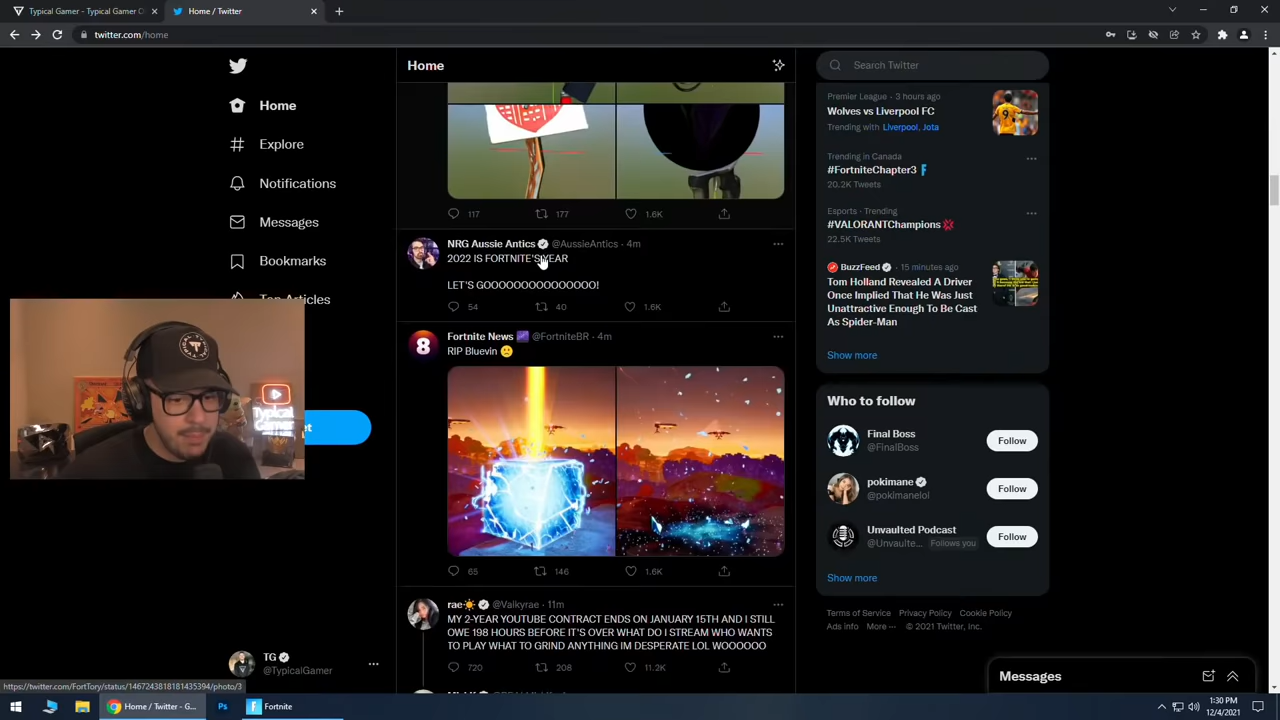 Typical Gamer - Typical Gamer C
Home / Twitter
twitter.com/home
Home
Explore
Notifications
Messages
Bookmarks
Top Articles
et
TG
@TypicalGamer
Home
117
177
1.6K
NRG Aussie Antics @AussieAntics · 4m
2022 IS FORTNITE'S YEAR
LET'S GOOOOOOOOOOOOOOO!
54
40
1.6K
Fortnite News @FortniteBR · 4m
RIP Bluevin
65
146
1.6K
rae @Valkyrae · 11m
MY 2-YEAR YOUTUBE CONTRACT ENDS ON JANUARY 15TH AND I STILL
OWE 198 HOURS BEFORE IT'S OVER WHAT DO I STREAM WHO WANTS
TO PLAY WHAT TO GRIND ANYTHING IM DESPERATE LOL WOOOOOO
720
208
11.2K
Search Twitter
Premier League · 3 hours ago
Wolves vs Liverpool FC
Trending with Liverpool, Jota
Trending in Canada
#FortniteChapter3
20.2K Tweets
Esports · Trending
#VALORANTChampions
22.5K Tweets
BuzzFeed · 15 minutes ago
Tom Holland Revealed A Driver
Once Implied That He Was Just
Unattractive Enough To Be Cast
As Spider-Man
Show more
Who to follow
Final Boss
@FinalBoss
Follow
pokimane
@pokimanelol
Follow
Unvaulted Podcast
@Unvaulte... Follows you
Follow
Show more
Terms of Service Privacy Policy Cookie Policy
Ads info More ··· © 2021 Twitter, Inc.
Messages
Typical
Gamer
https://twitter.com/FortTory/status/1467243818181435394/photo/3
Ps
Home / Twitter - G...
Fortnite
1:30 PM
12/4/2021